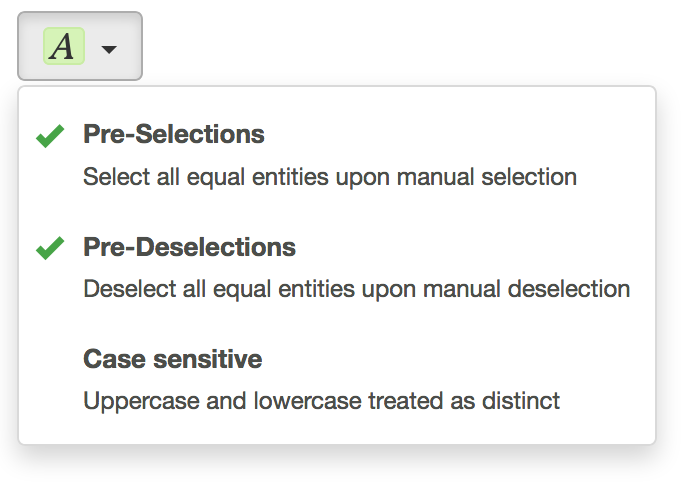 A
Pre-Selections
Select all equal entities upon manual selection
Pre-Deselections
Deselect all equal entities upon manual deselection
Case sensitive
Uppercase and lowercase treated as distinct